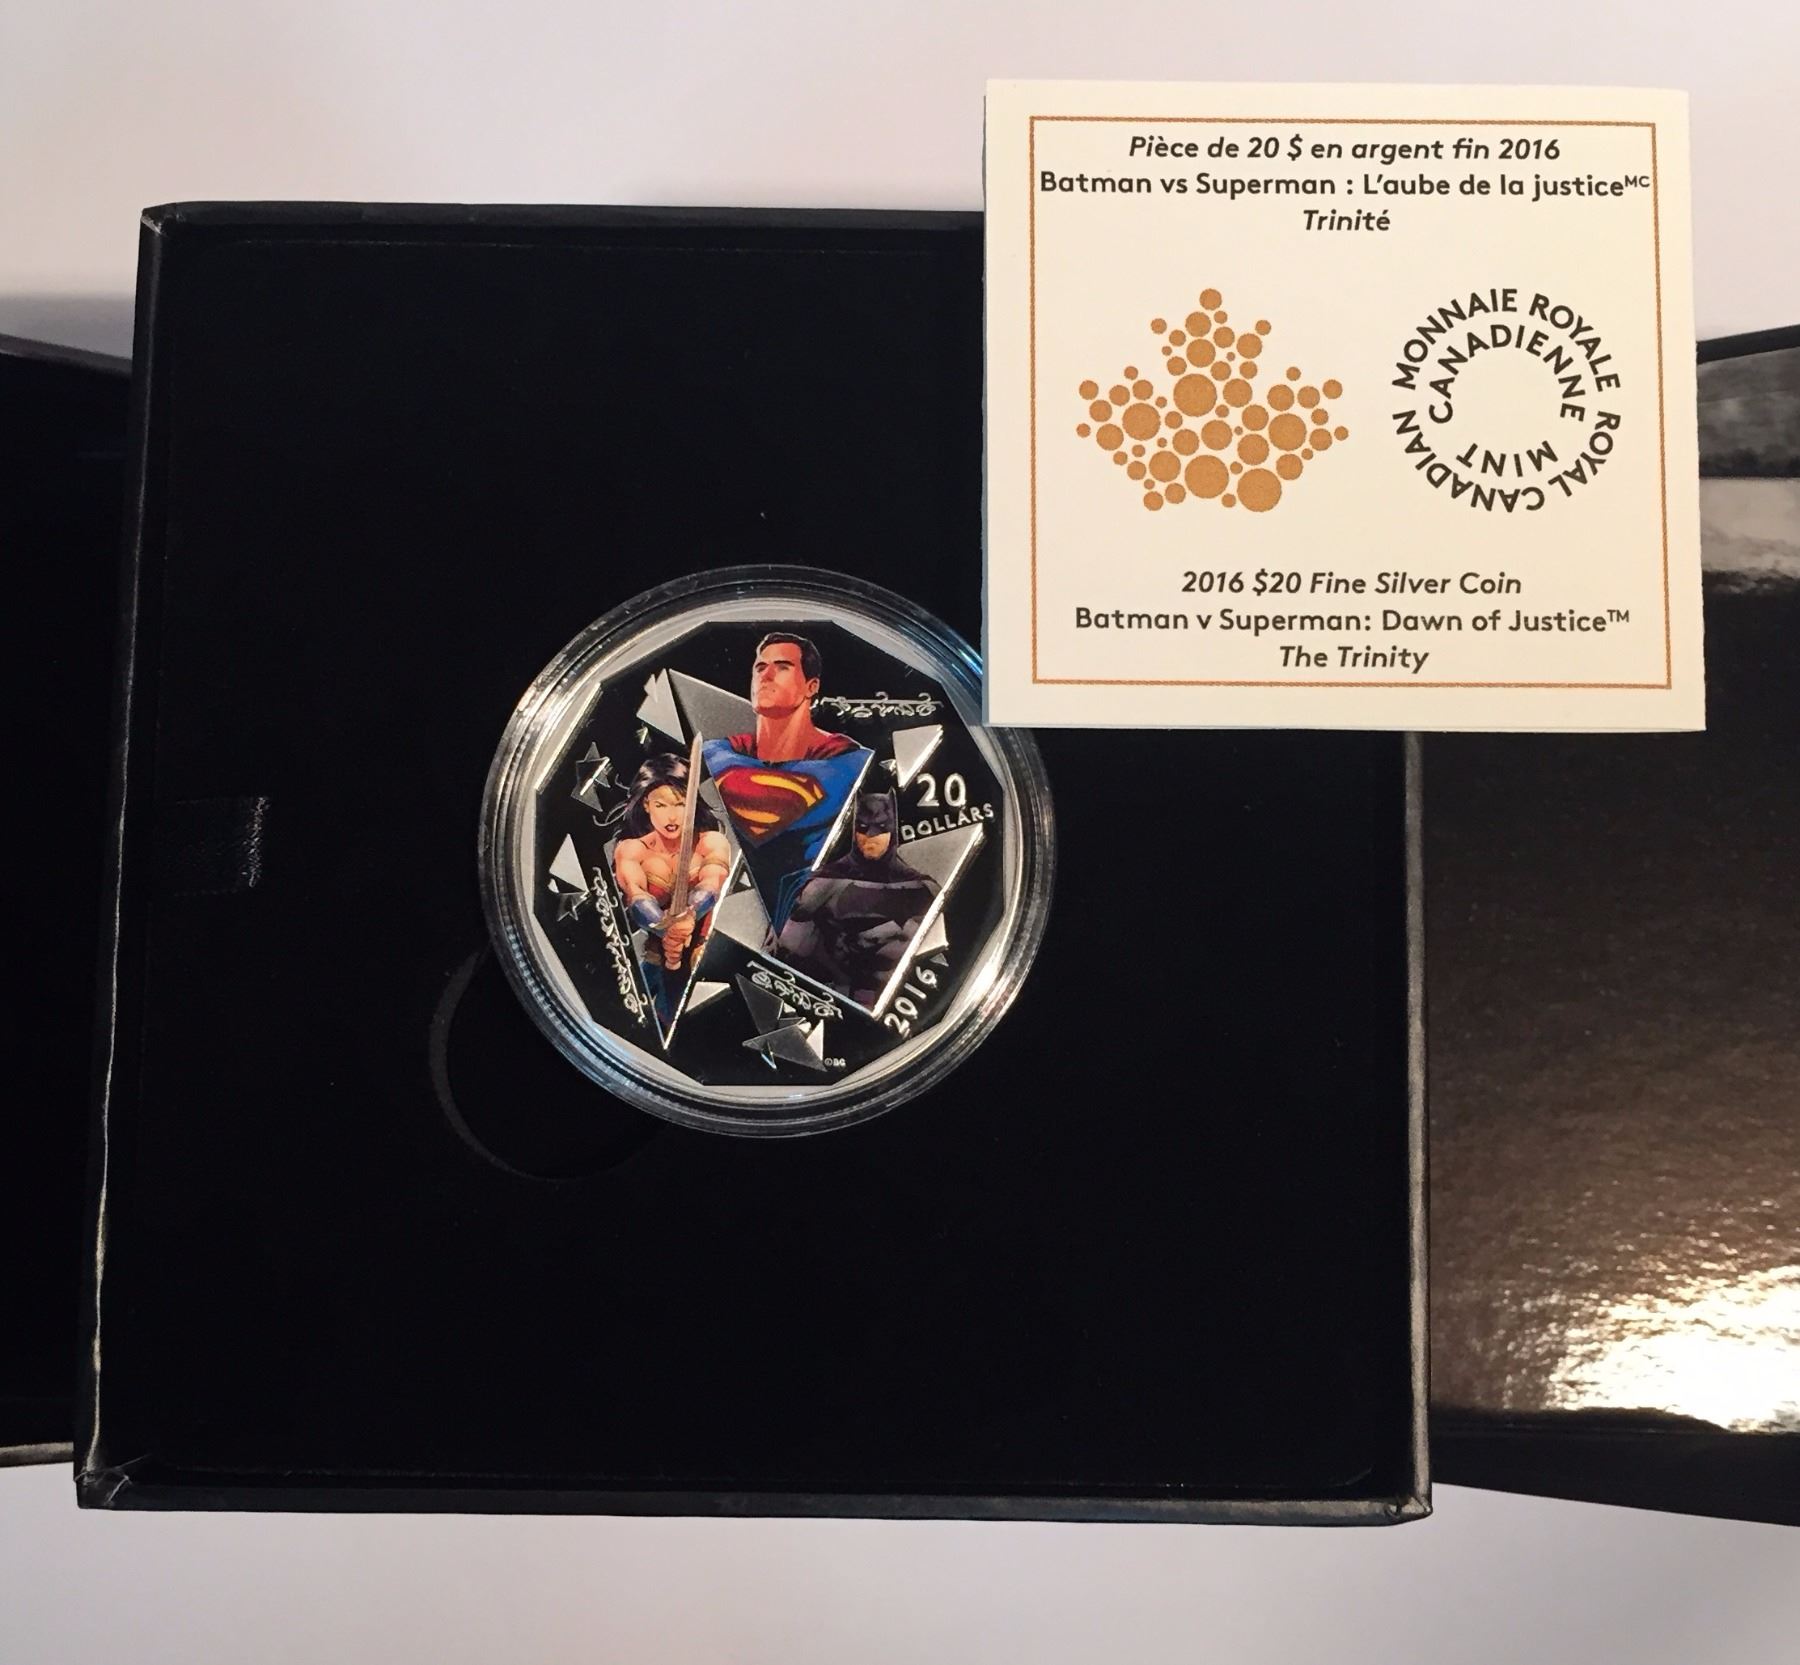 Pièce de 20 $ en argent fin 2016
Batman vs Superman : L'aube de la justiceMC
Trinité
MONNAIE ROYALE CANADIENNE
ROYAL CANADIAN MINT
2016 $20 Fine Silver Coin
Batman v Superman: Dawn of Justice™
The Trinity
20
DOLLARS
2016